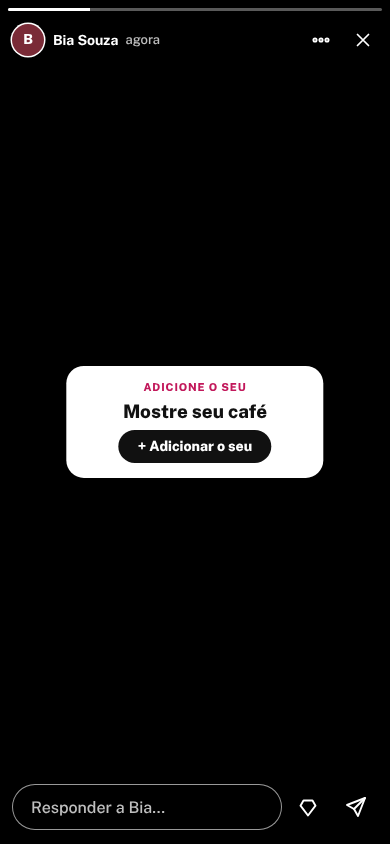 B
Bia Souza agora
ADICIONE O SEU
Mostre seu café
+ Adicionar o seu
Responder a Bia...